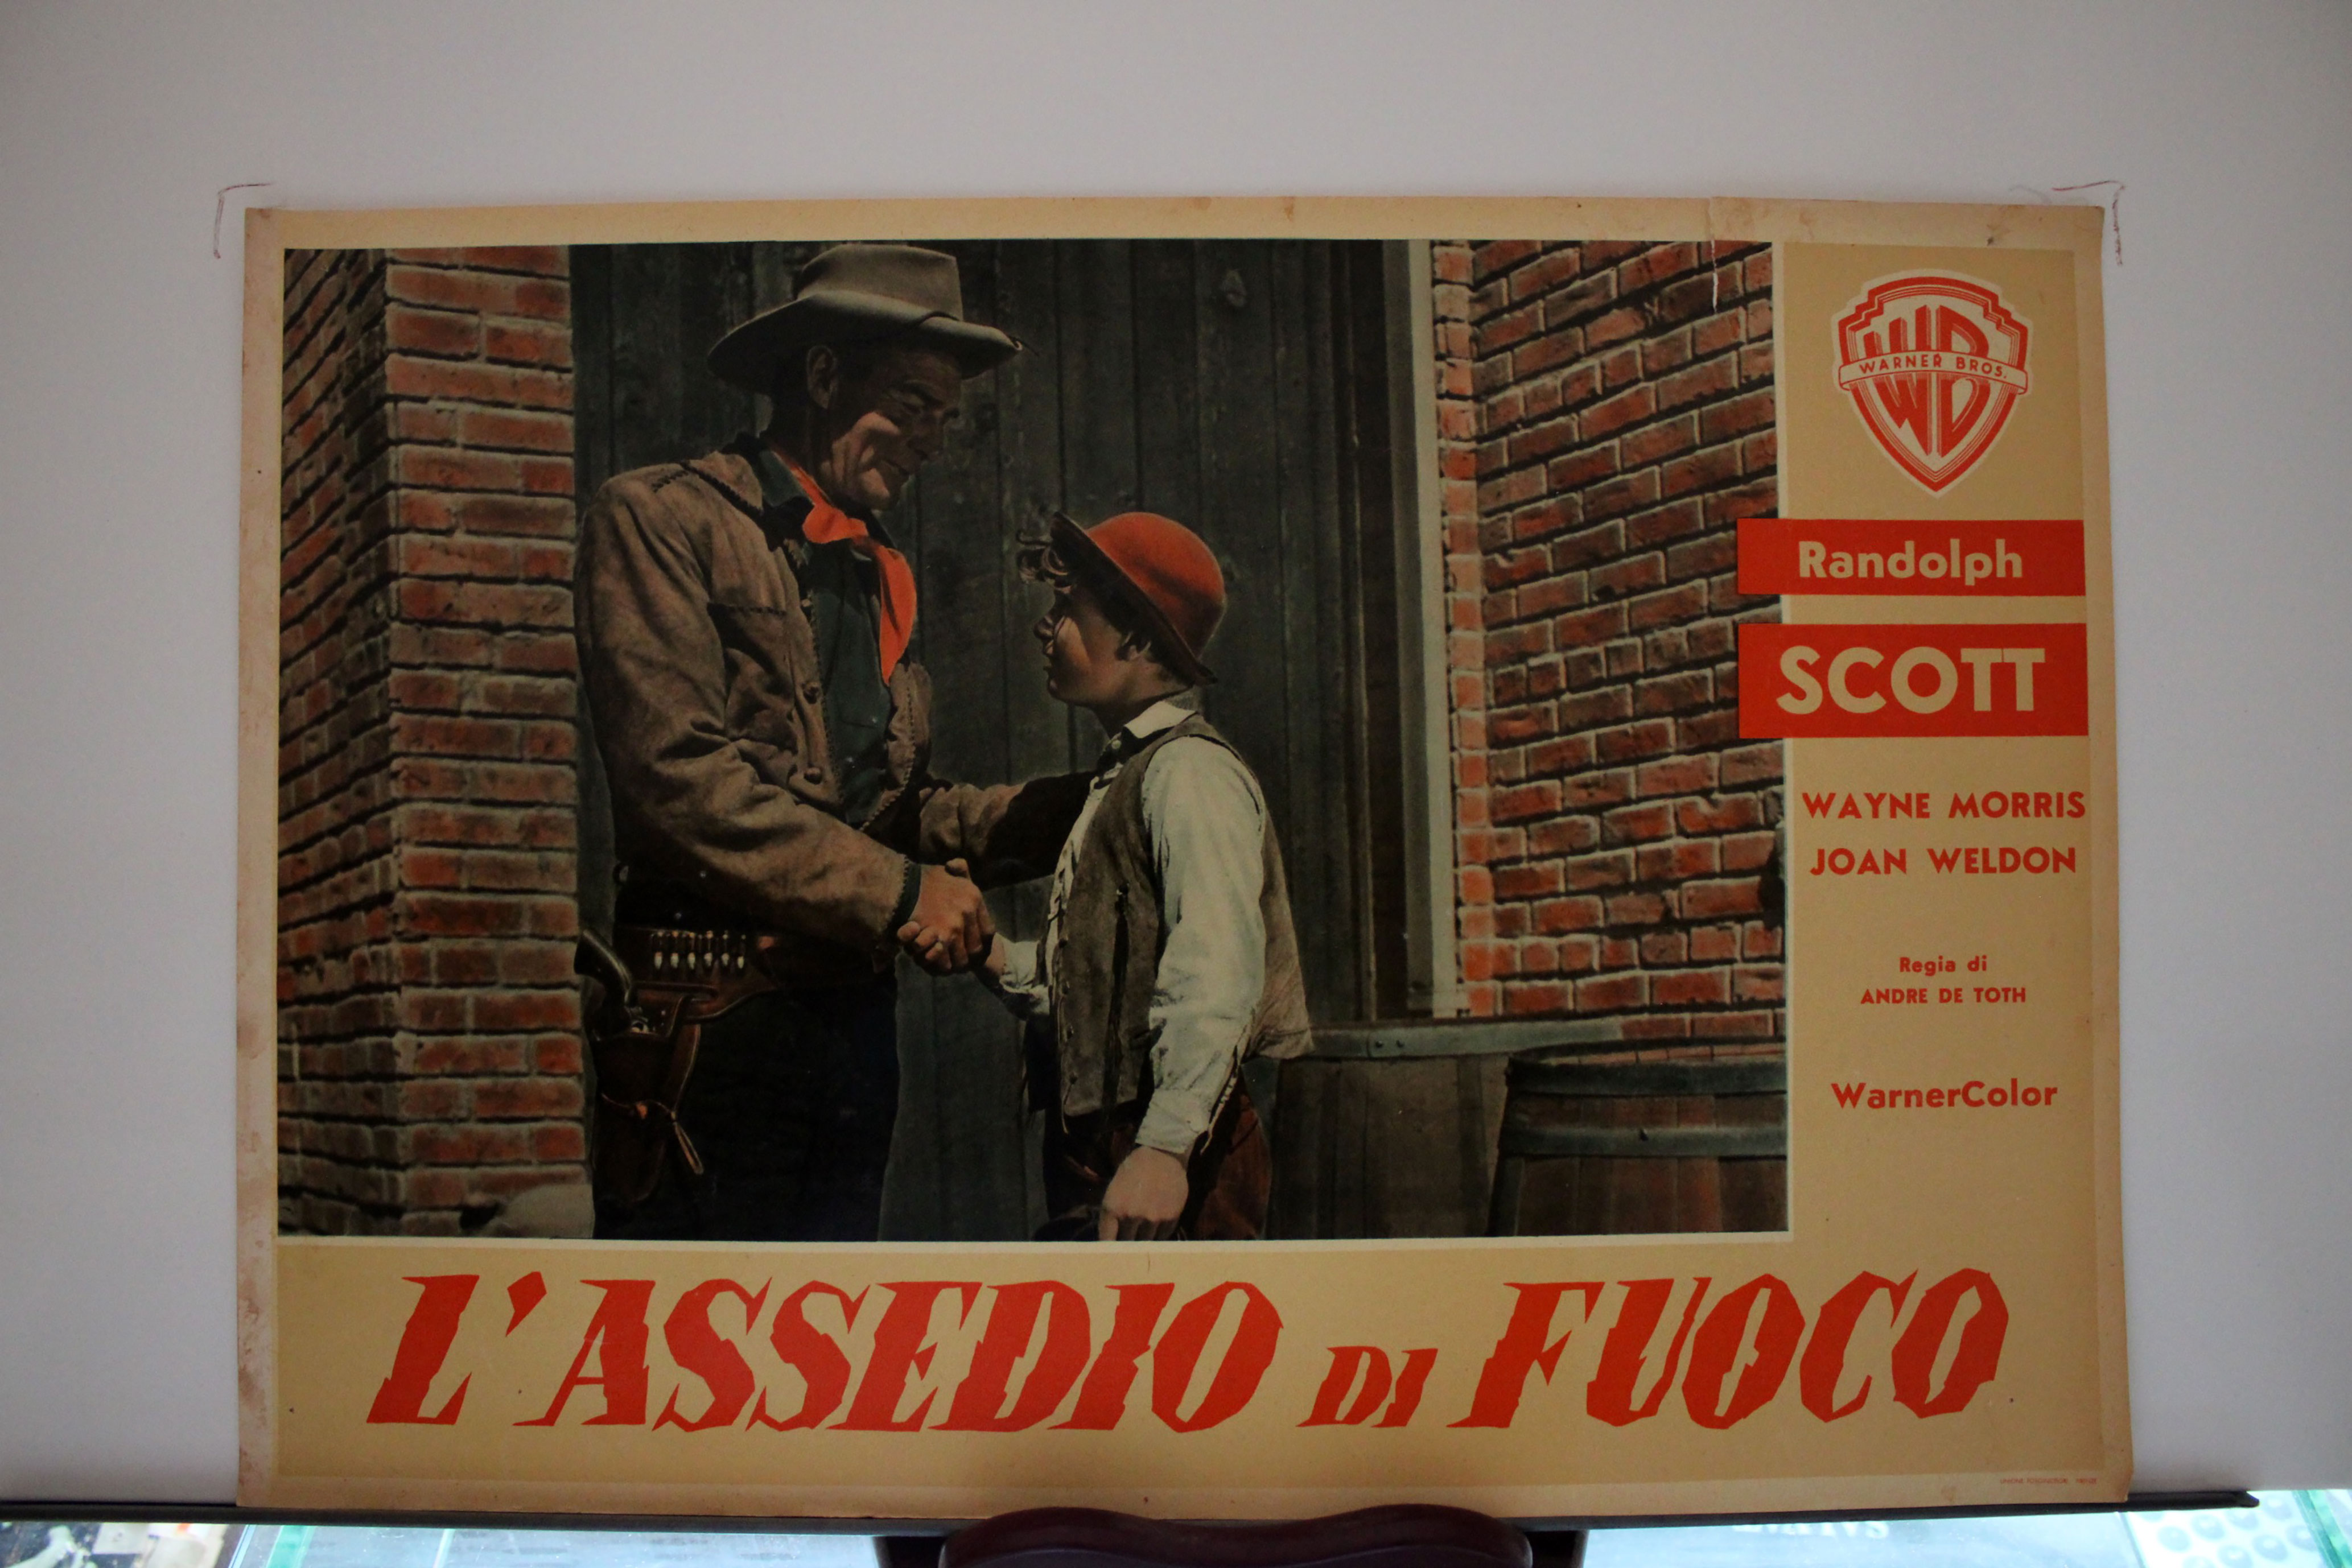 WB
WARNER BROS.
Randolph
SCOTT
WAYNE MORRIS
JOAN WELDON
Regia di
ANDRE DE TOTH
WarnerColor
L'ASSEDIO DI FUOCO